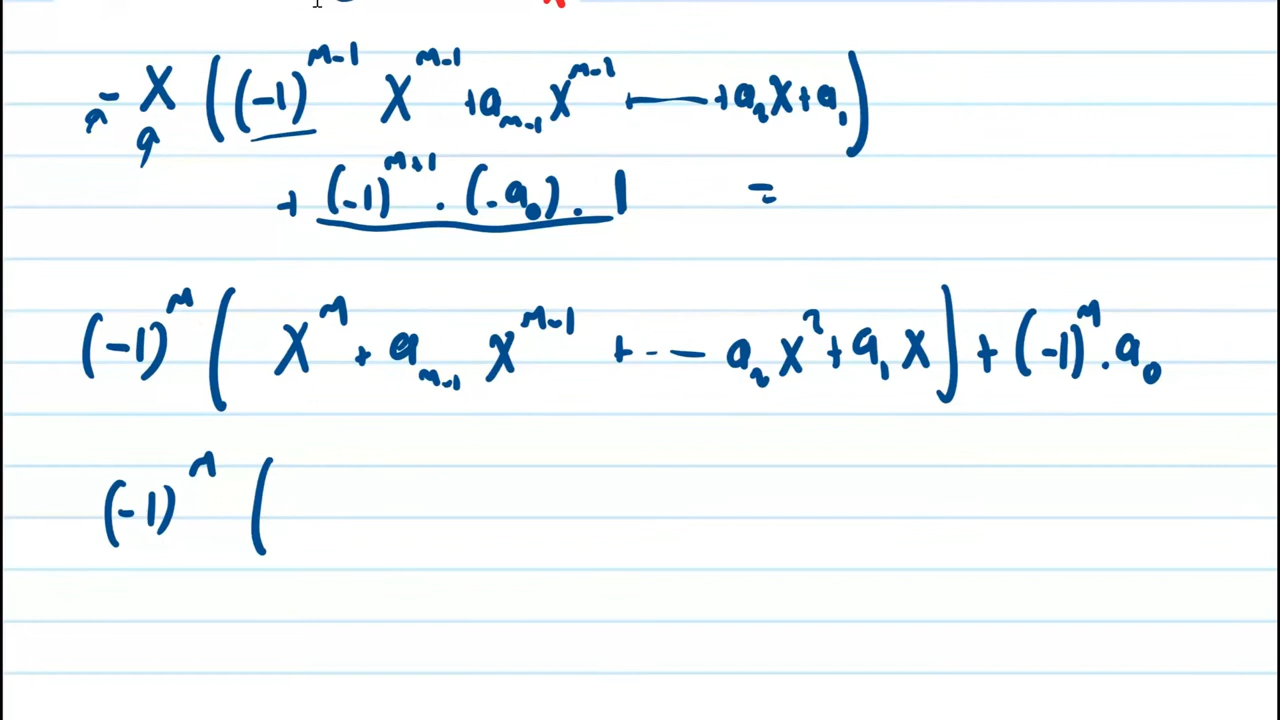 - X ( (-1)^{n-1} X^{n-1} + a_{n-1} X^{n-1} + —— + a_2 X + a_1 )
+ (-1)^{n+1} . (-a_0) . 1 =
(-1)^n ( X^n + a_{n-1} X^{n-1} + -- — a_2 X^2 + a_1 X ) + (-1)^n . a_0
(-1)^n (